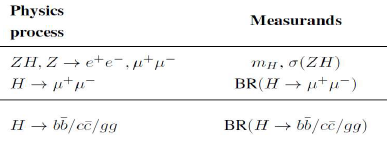 Physics process Measurands
ZH, Z → e⁺e⁻, μ⁺μ⁻ m_H, σ(ZH)
H → μ⁺μ⁻ BR(H → μ⁺μ⁻)
H → bb̄/cc̄/gg BR(H → bb̄/cc̄/gg)